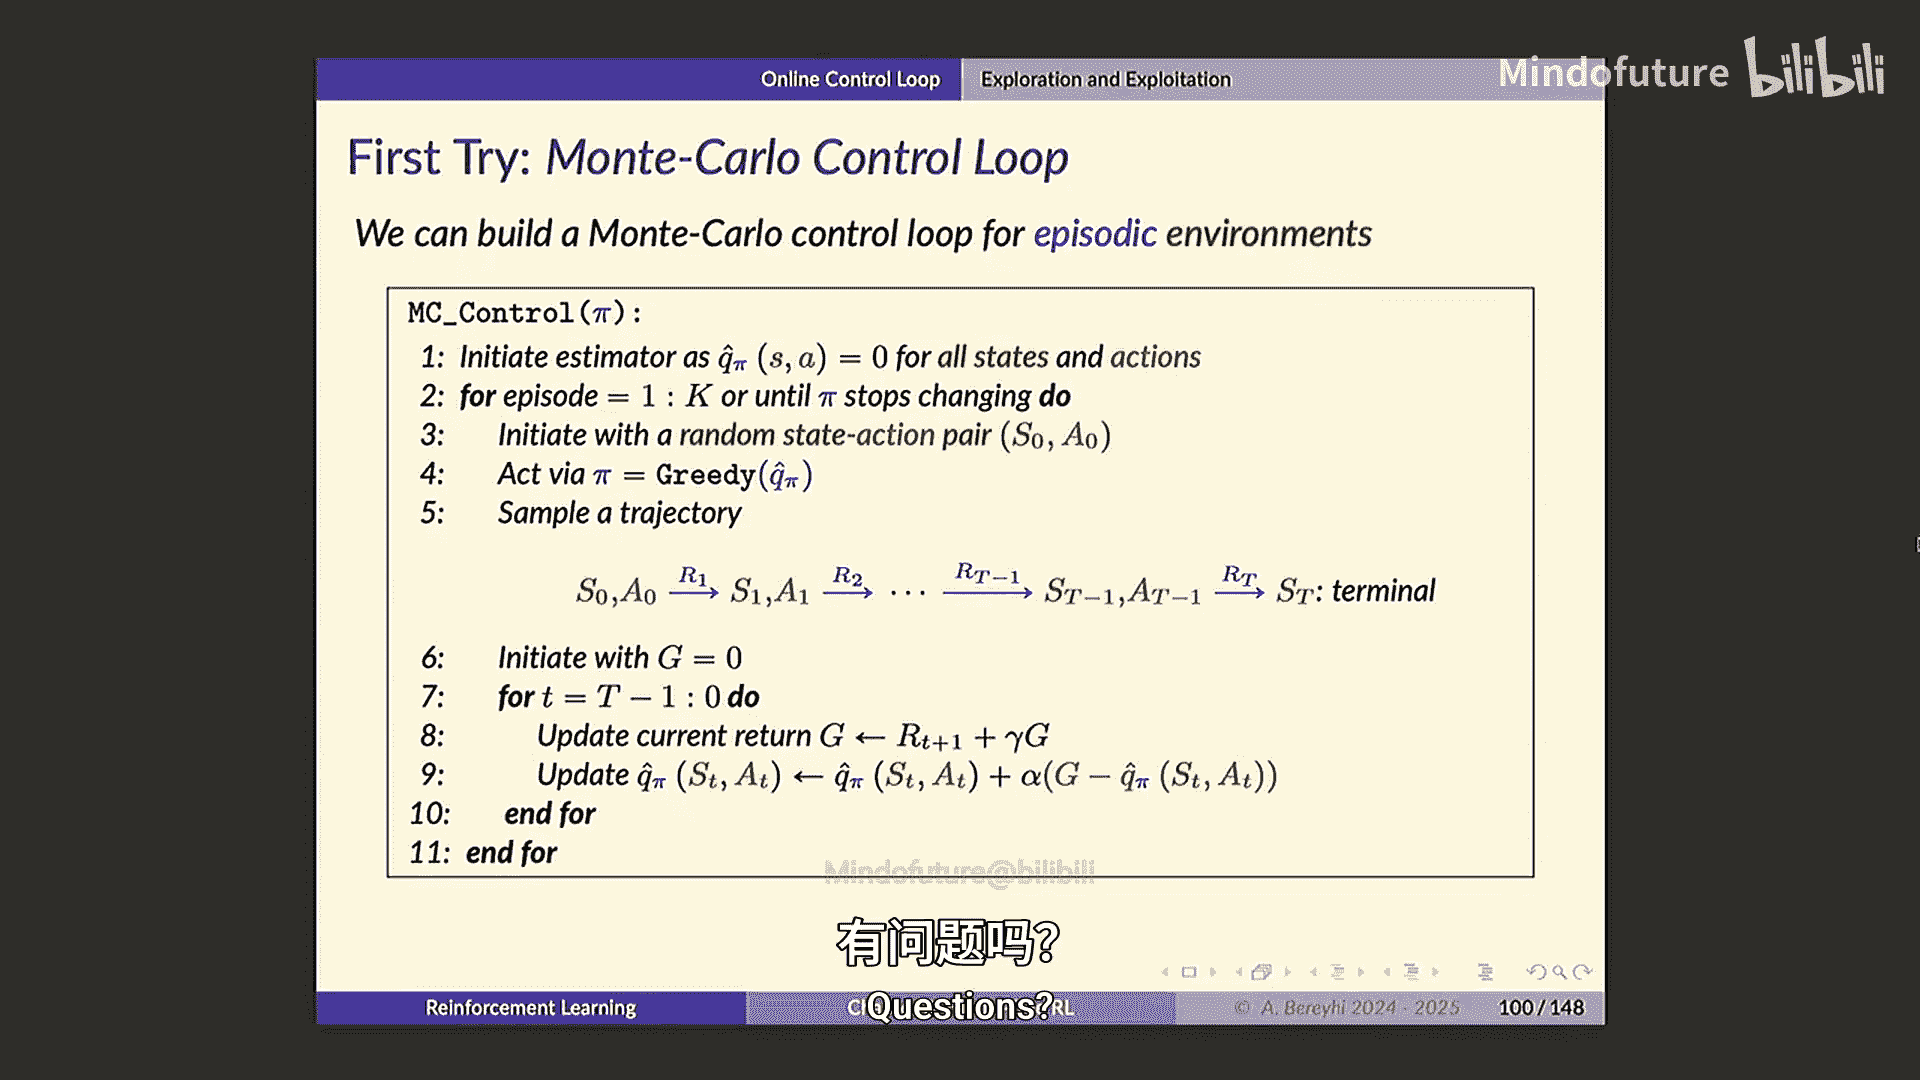 Online Control Loop Exploration and Exploitation
Mindofuture bilibili
First Try: Monte-Carlo Control Loop
We can build a Monte-Carlo control loop for episodic environments
MC_Control(π):
1: Initiate estimator as q̂π (s, a) = 0 for all states and actions
2: for episode = 1 : K or until π stops changing do
3: Initiate with a random state-action pair (S0, A0)
4: Act via π = Greedy(q̂π)
5: Sample a trajectory
S0,A0 —R1→ S1,A1 —R2→ ··· —RT−1→ ST−1,AT−1 —RT→ ST: terminal
6: Initiate with G = 0
7: for t = T − 1 : 0 do
8: Update current return G ← Rt+1 + γG
9: Update q̂π (St, At) ← q̂π (St, At) + α(G − q̂π (St, At))
10: end for
11: end for
Mindofuture@bilibili
有问题吗？
Questions?
Reinforcement Learning RL © A. Bereyhi 2024 - 2025 100 / 148